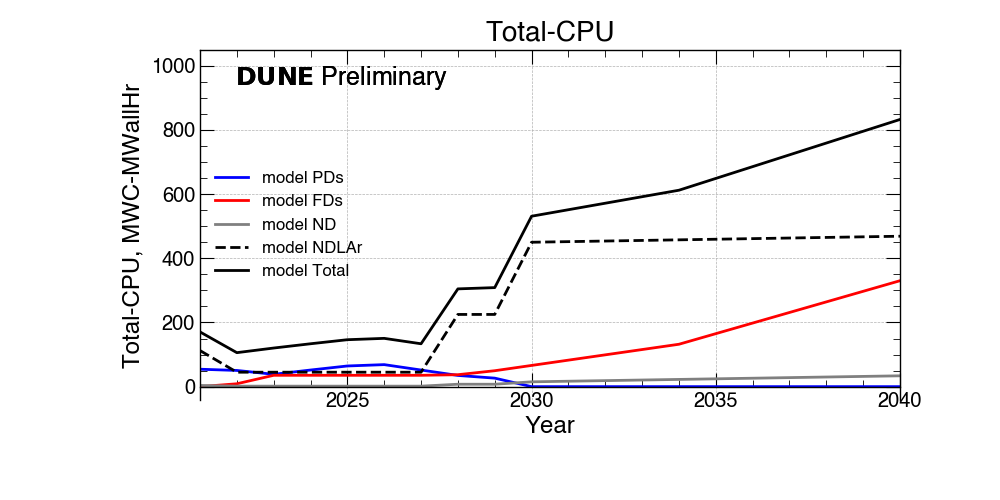 Total-CPU
DUNE Preliminary
Total-CPU, MWC-MWallHr
1000
800
600
400
200
0
model PDs
model FDs
model ND
model NDLAr
model Total
2025
2030
2035
2040
Year